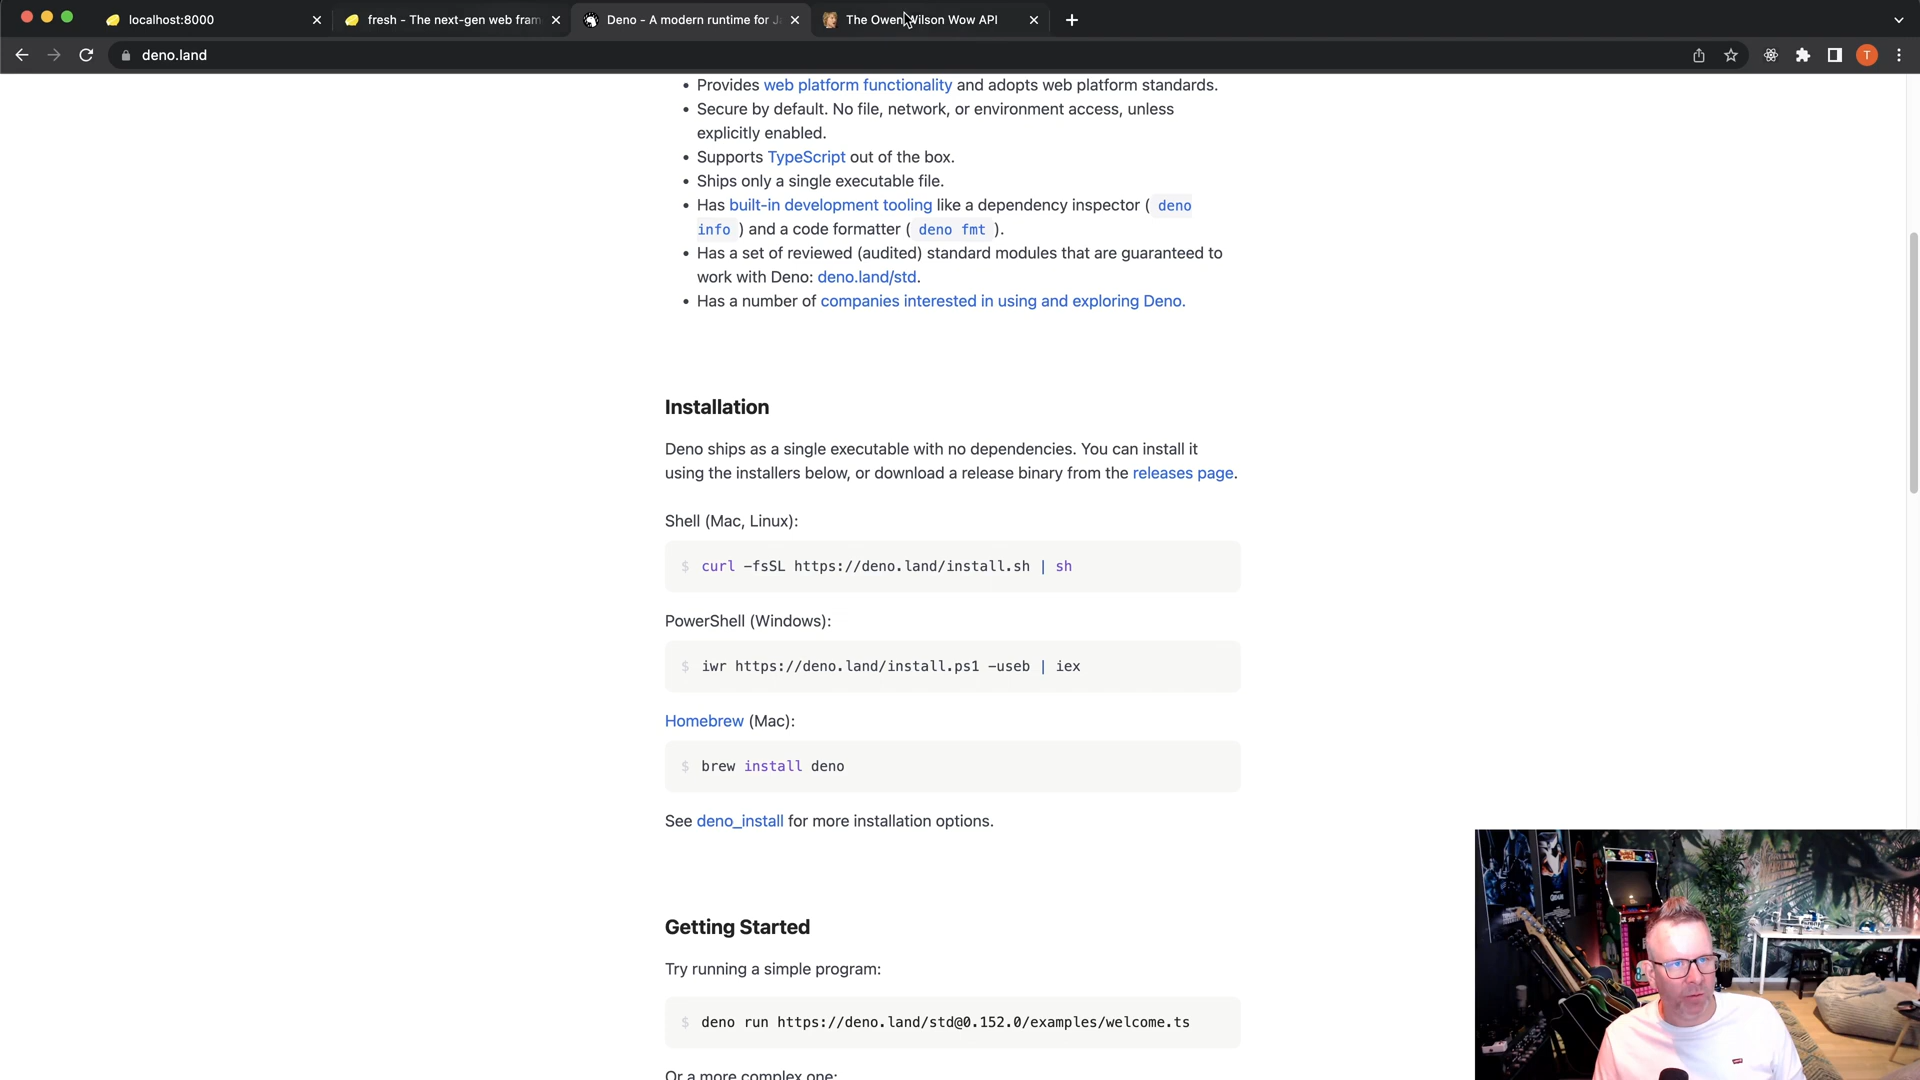 localhost:8000
fresh - The next-gen web fram
Deno - A modern runtime for Ja
The Owen Wilson Wow API
deno.land
T
• Provides web platform functionality and adopts web platform standards.
• Secure by default. No file, network, or environment access, unless
explicitly enabled.
• Supports TypeScript out of the box.
• Ships only a single executable file.
• Has built-in development tooling like a dependency inspector ( deno
info ) and a code formatter ( deno fmt ).
• Has a set of reviewed (audited) standard modules that are guaranteed to
work with Deno: deno.land/std.
• Has a number of companies interested in using and exploring Deno.
Installation
Deno ships as a single executable with no dependencies. You can install it
using the installers below, or download a release binary from the releases page.
Shell (Mac, Linux):
$ curl -fsSL https://deno.land/install.sh | sh
PowerShell (Windows):
$ iwr https://deno.land/install.ps1 -useb | iex
Homebrew (Mac):
$ brew install deno
See deno_install for more installation options.
Getting Started
Try running a simple program:
$ deno run https://deno.land/std@0.152.0/examples/welcome.ts
Or a more complex one: